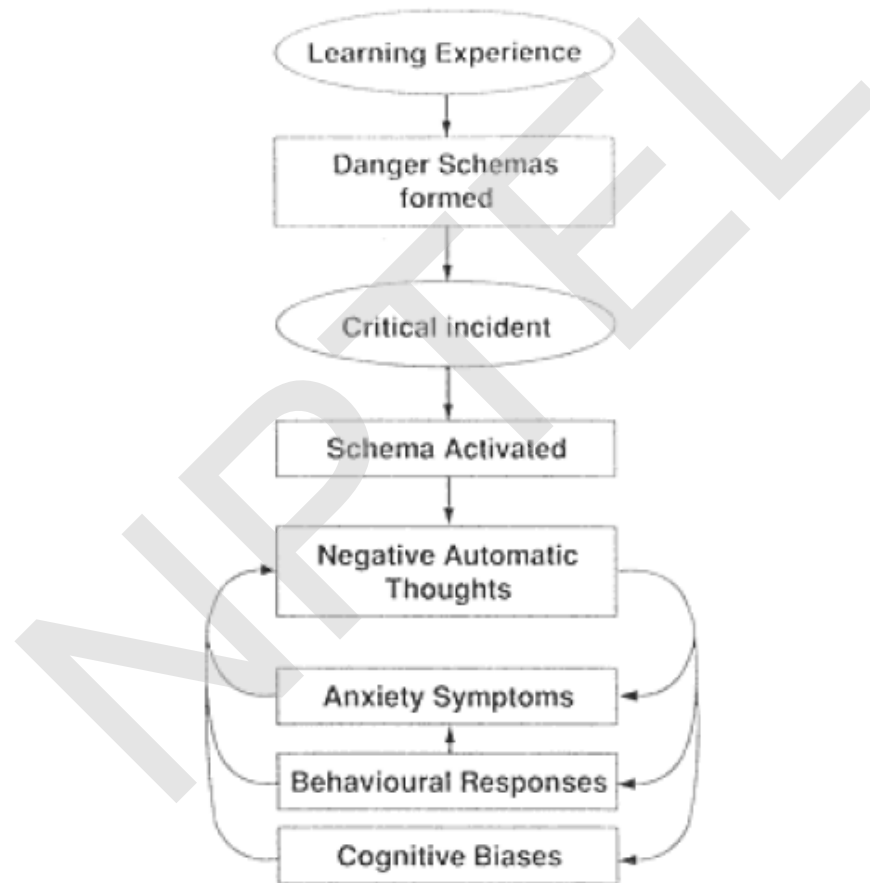 Learning Experience
Danger Schemas
formed
Critical incident
Schema Activated
Negative Automatic
Thoughts
Anxiety Symptoms
Behavioural Responses
Cognitive Biases
NPTEL